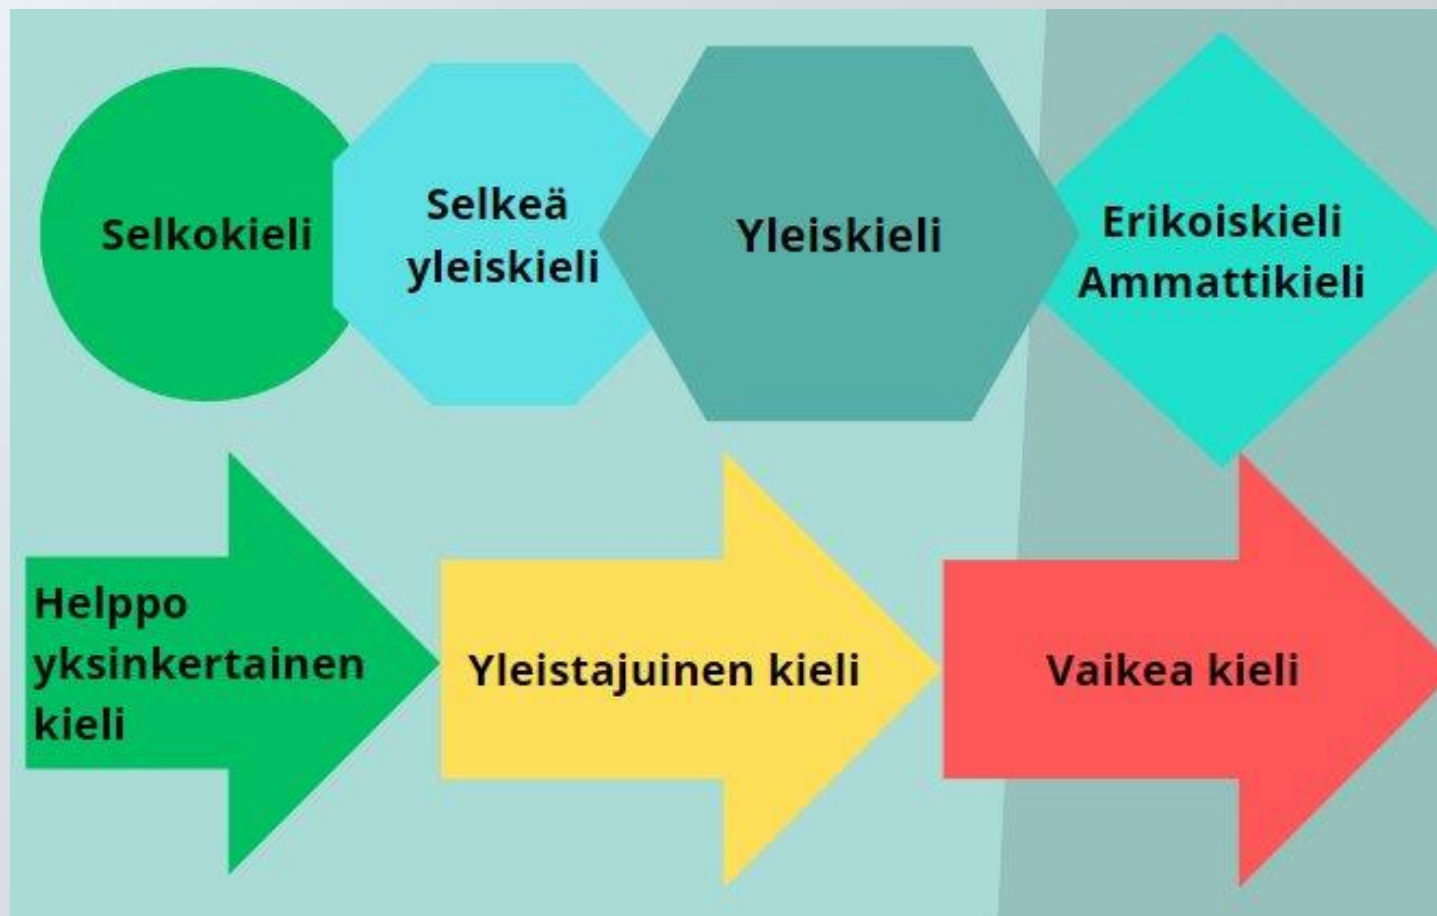 Selkokieli
Selkeä
yleiskieli
Yleiskieli
Erikoiskieli
Ammattikieli
Helppo
yksinkertainen
kieli
Yleistajuinen kieli
Vaikea kieli